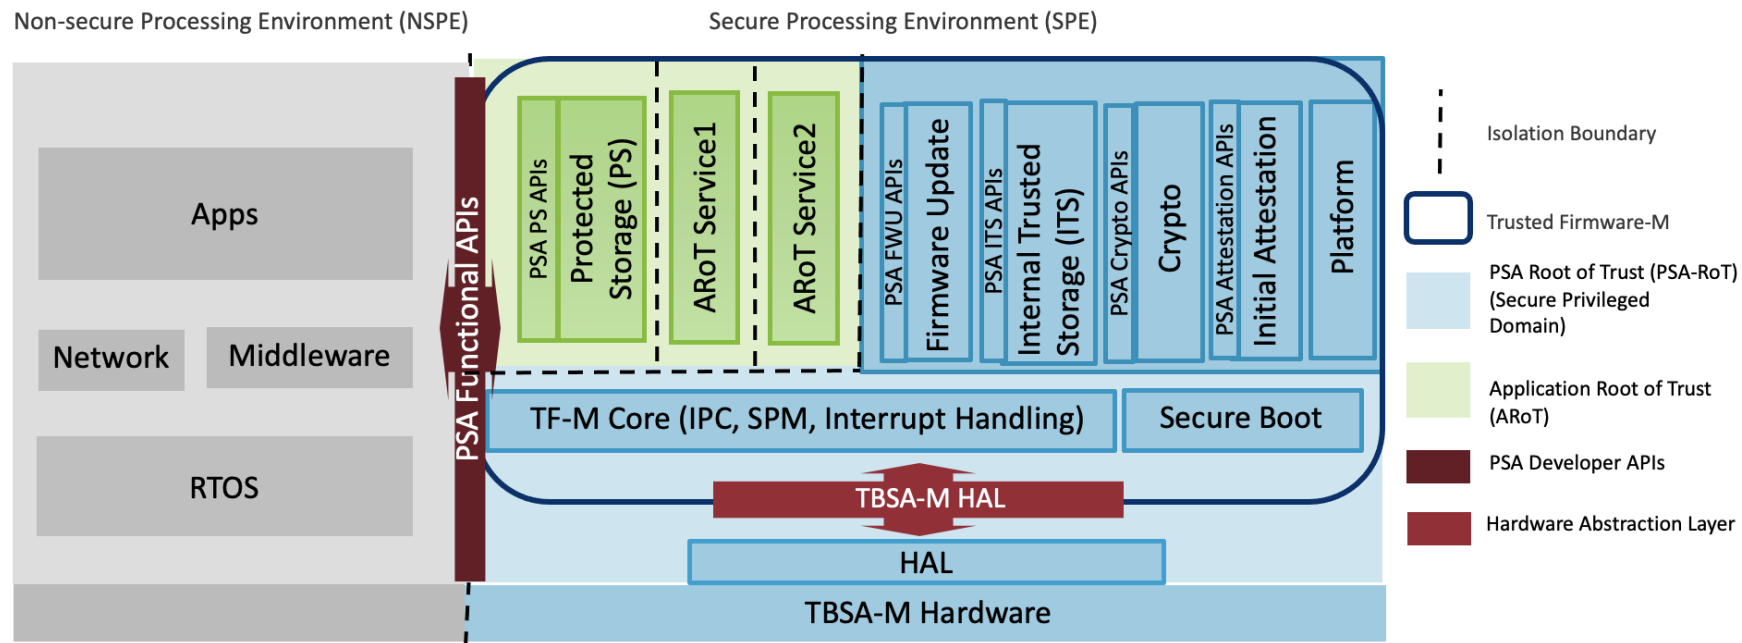 Non-secure Processing Environment (NSPE)
Secure Processing Environment (SPE)
Apps
Network
Middleware
RTOS
PSA Functional APIs
PSA PS APIs
Protected
Storage (PS)
ARoT Service1
ARoT Service2
PSA FWU APIs
Firmware Update
PSA ITS APIs
Internal Trusted
Storage (ITS)
PSA Crypto APIs
Crypto
PSA Attestation APIs
Initial Attestation
Platform
TF-M Core (IPC, SPM, Interrupt Handling)
Secure Boot
TBSA-M HAL
HAL
TBSA-M Hardware
Isolation Boundary
Trusted Firmware-M
PSA Root of Trust (PSA-RoT)
(Secure Privileged
Domain)
Application Root of Trust
(ARoT)
PSA Developer APIs
Hardware Abstraction Layer